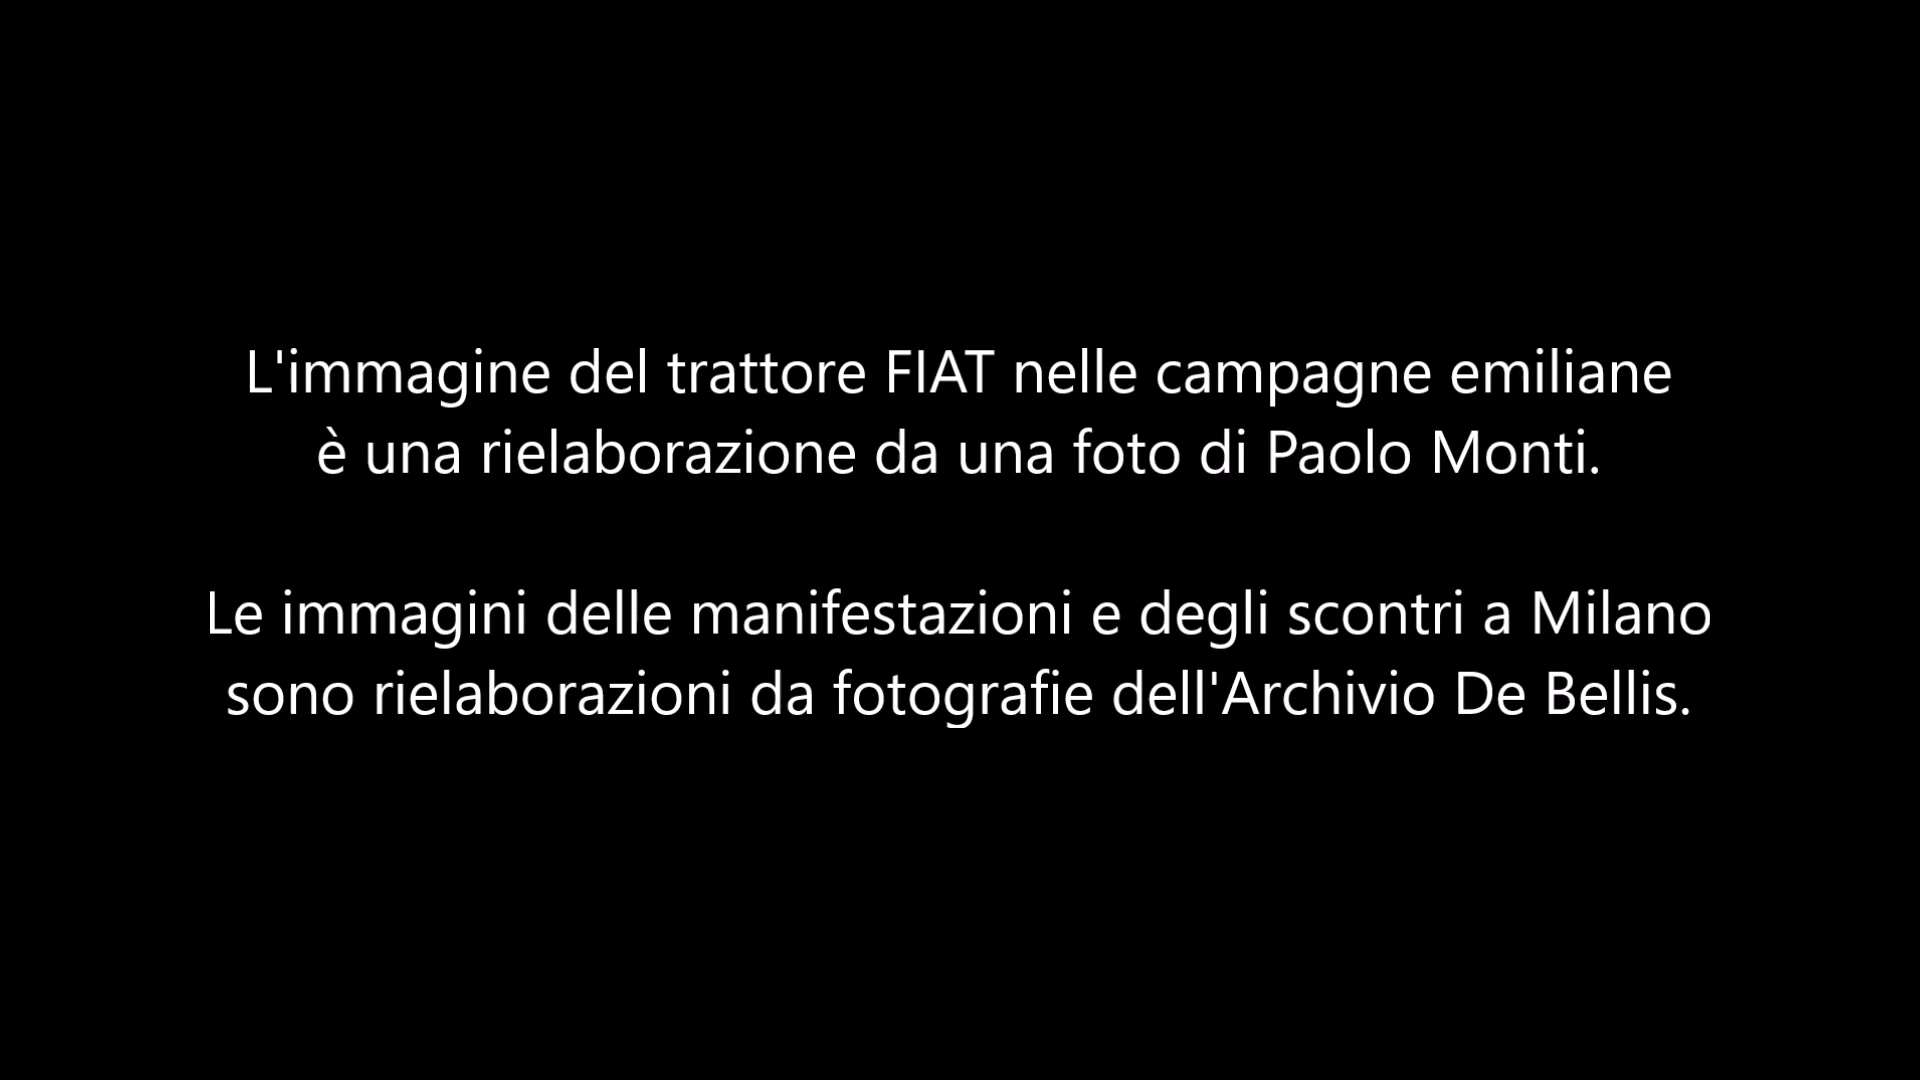 L'immagine del trattore FIAT nelle campagne emiliane
è una rielaborazione da una foto di Paolo Monti.
Le immagini delle manifestazioni e degli scontri a Milano
sono rielaborazioni da fotografie dell'Archivio De Bellis.